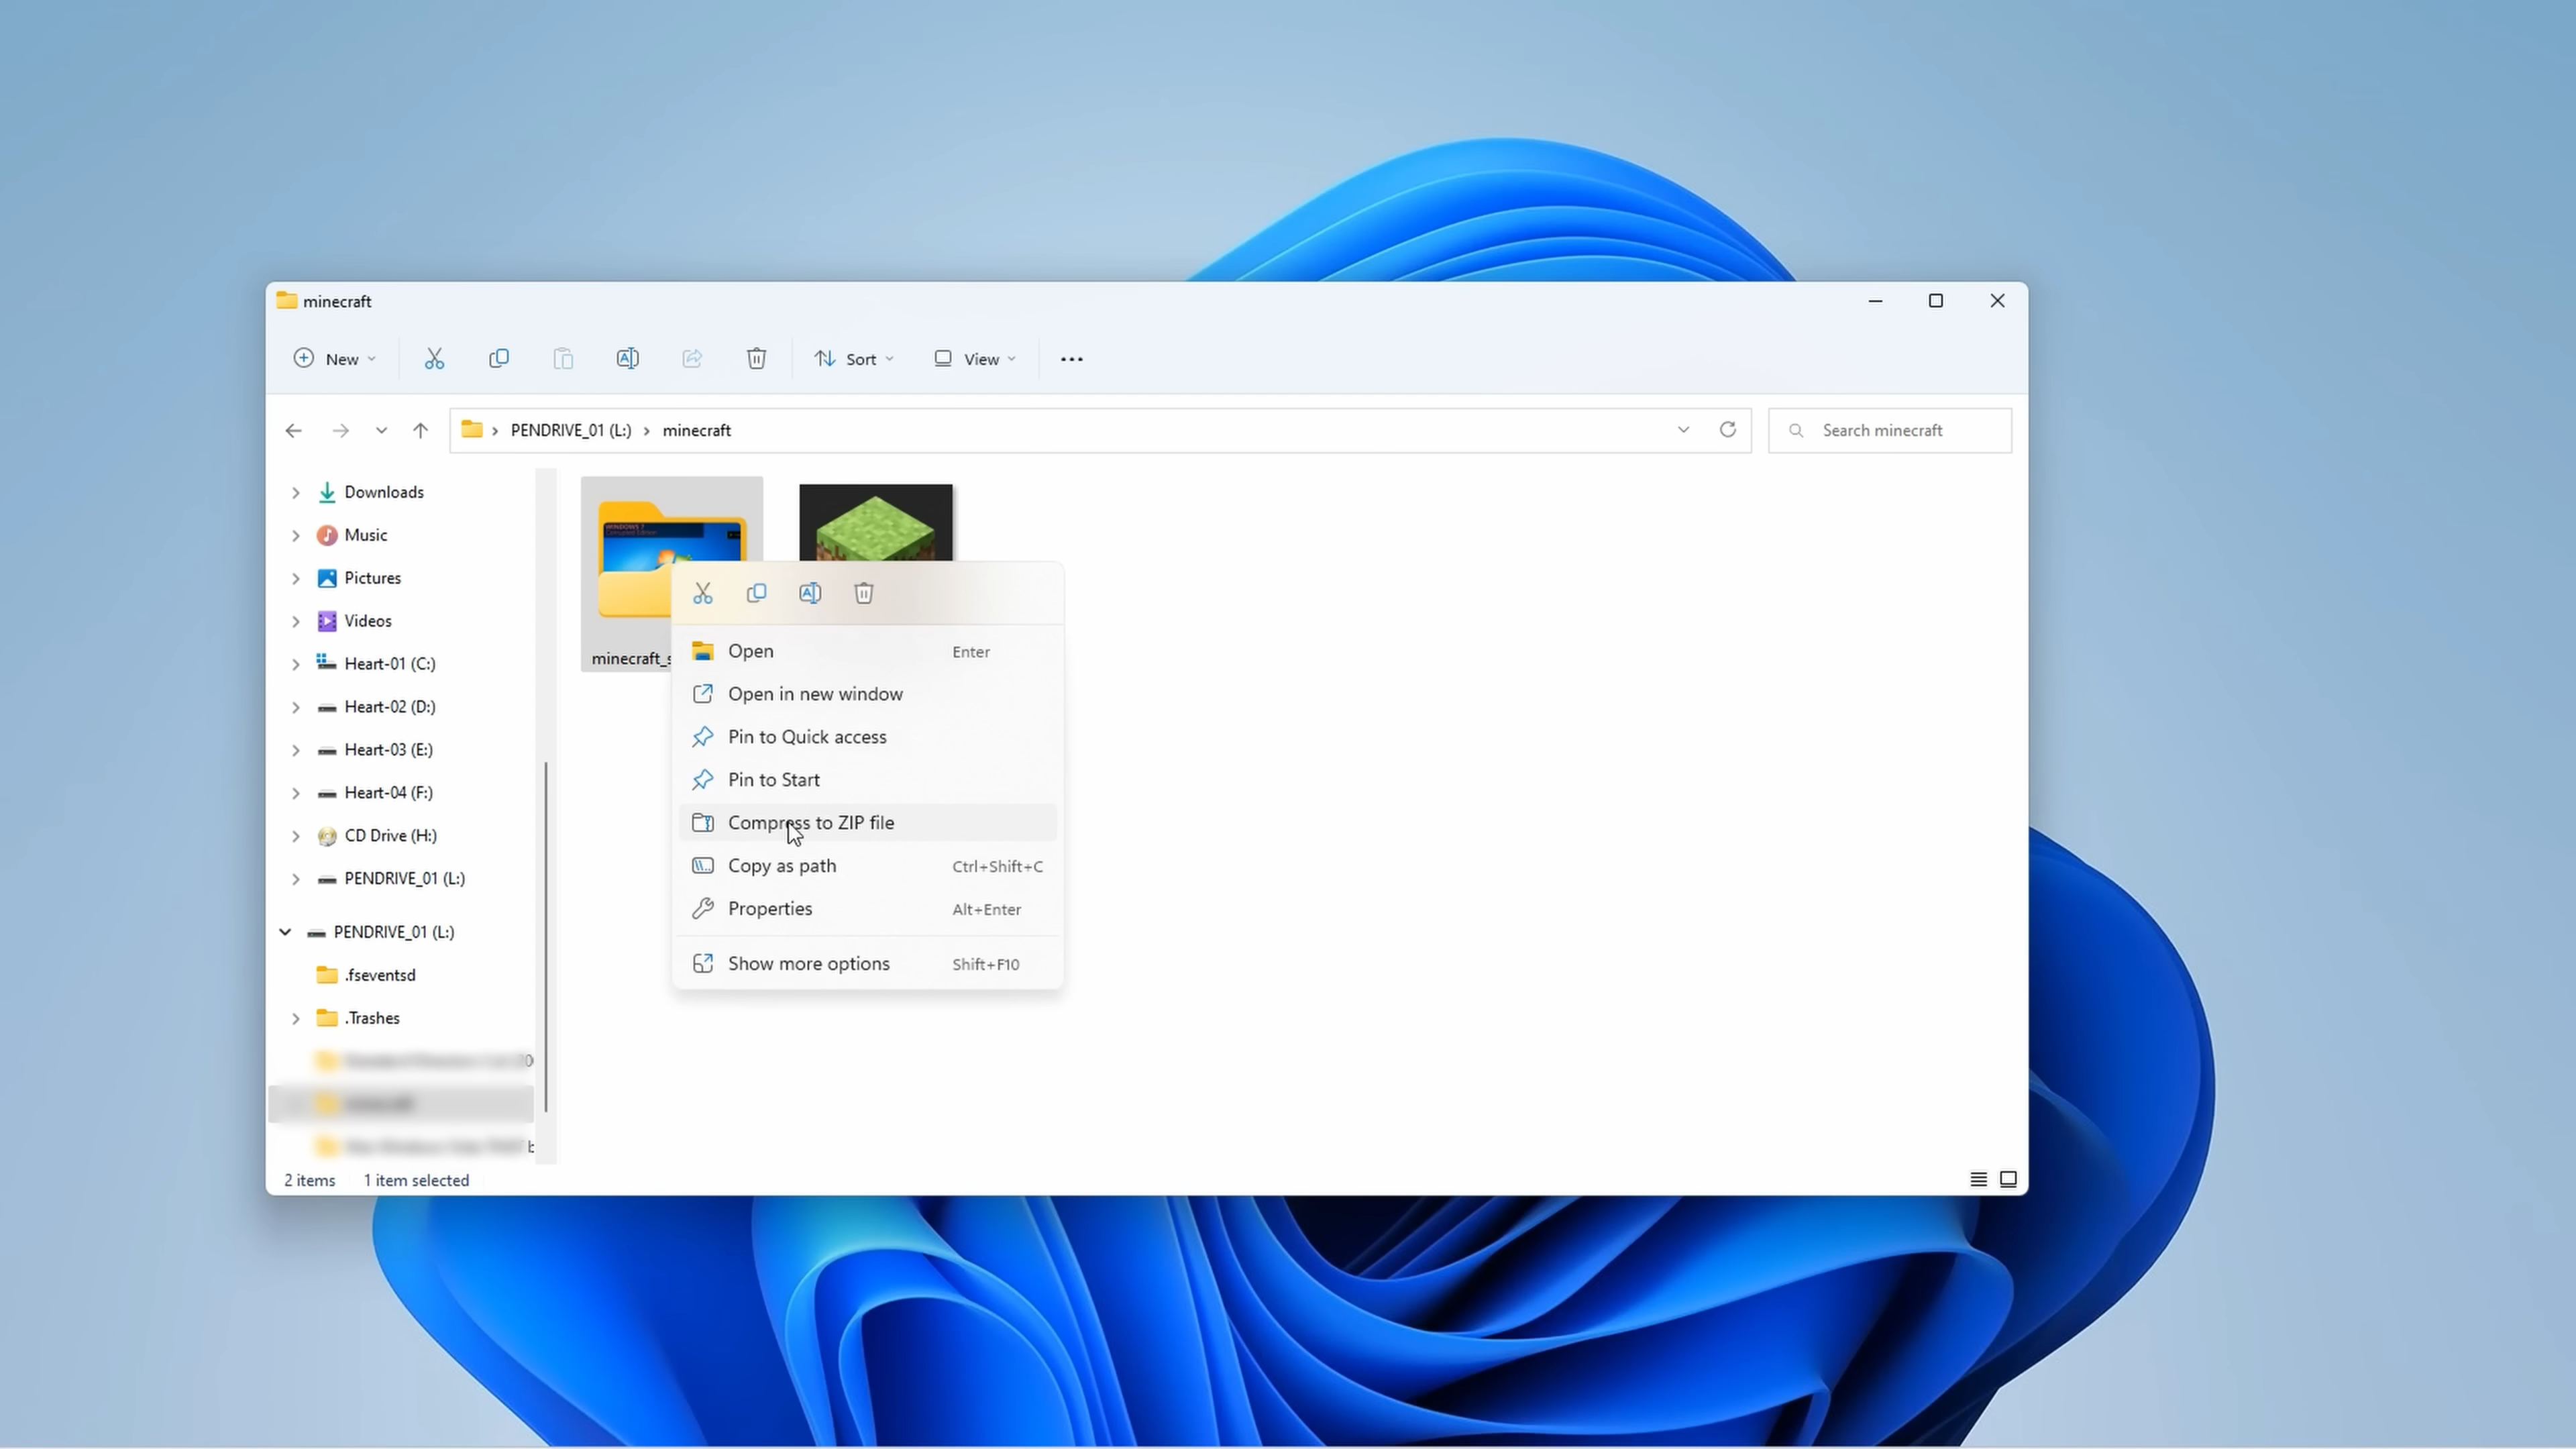 minecraft
New
Sort
View
PENDRIVE_01 (L:)
minecraft
Search minecraft
Downloads
Music
Pictures
Videos
Heart-01 (C:)
Heart-02 (D:)
Heart-03 (E:)
Heart-04 (F:)
CD Drive (H:)
PENDRIVE_01 (L:)
PENDRIVE_01 (L:)
.fseventsd
.Trashes
WINDOWS 7
minecraft_s
Open Enter
Open in new window
Pin to Quick access
Pin to Start
Compress to ZIP file
Copy as path Ctrl+Shift+C
Properties Alt+Enter
Show more options Shift+F10
2 items 1 item selected